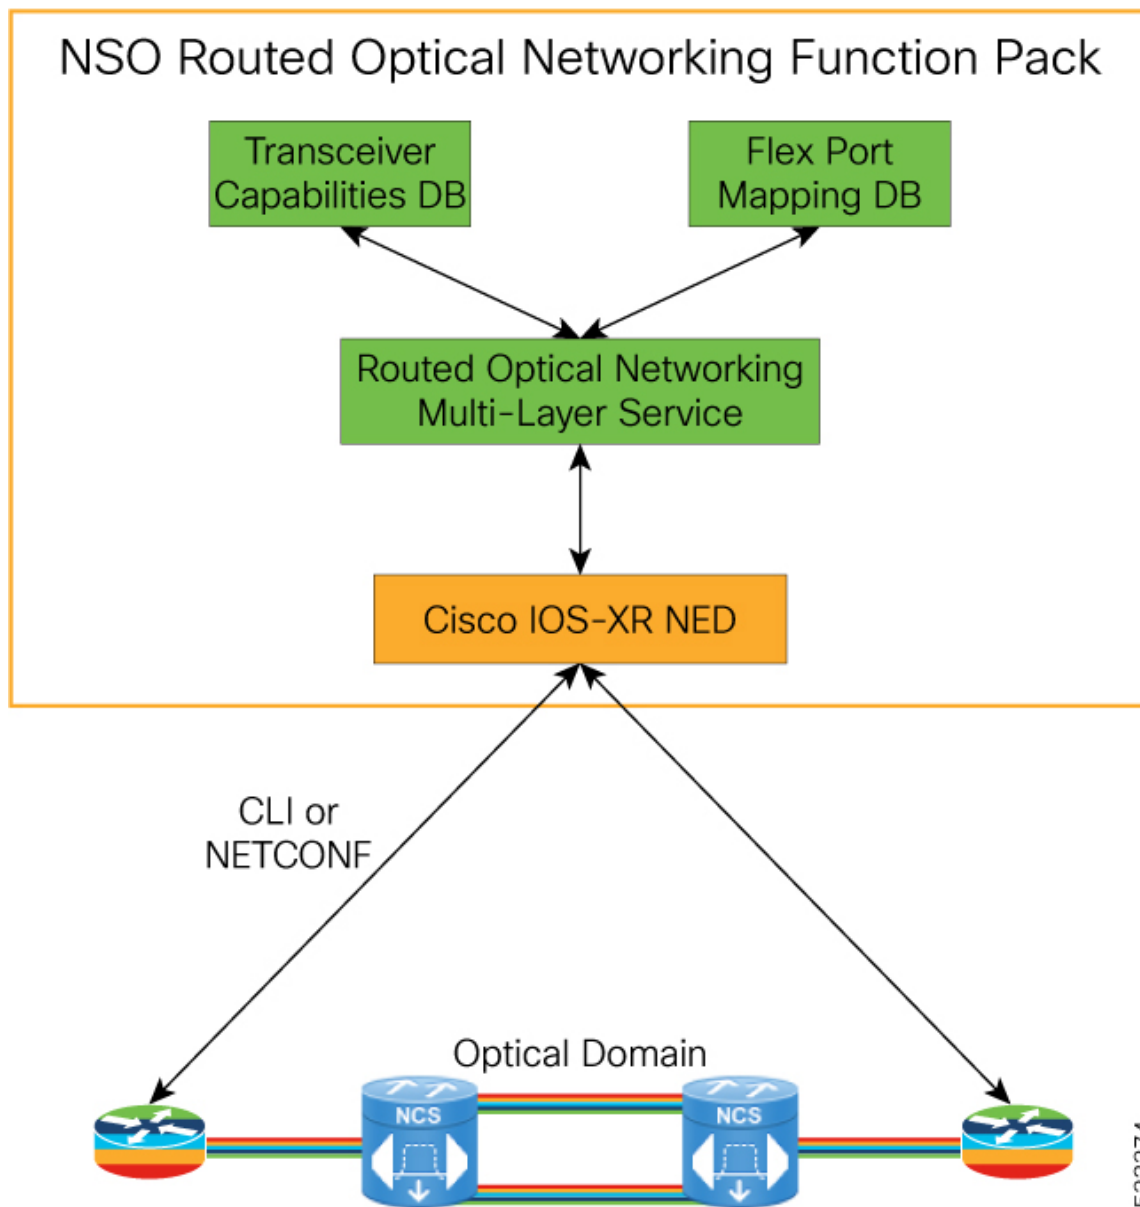 NSO Routed Optical Networking Function Pack
Transceiver
Capabilities DB
Flex Port
Mapping DB
Routed Optical Networking
Multi-Layer Service
Cisco IOS-XR NED
CLI or
NETCONF
Optical Domain
NCS
NCS